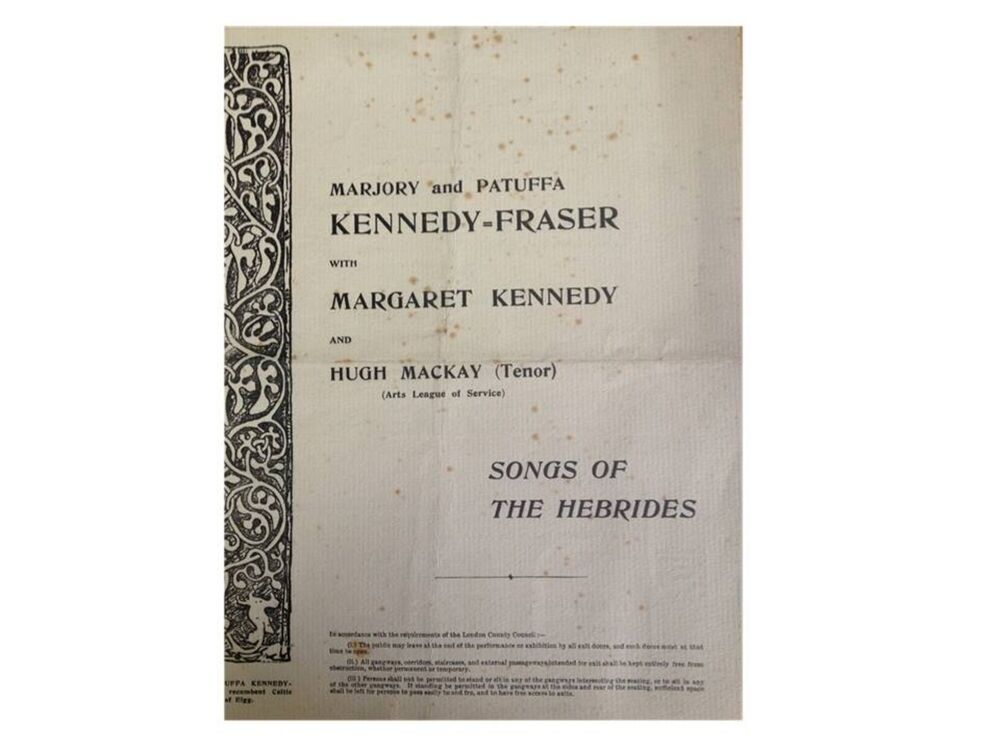 MARJORY and PATUFFA
KENNEDY=FRASER
WITH
MARGARET KENNEDY
AND
HUGH MACKAY (Tenor)
(Arts League of Service)
SONGS OF
THE HEBRIDES
In accordance with the requirements of the London County Council:—
(i.) The public may leave at the end of the performance or exhibition by all exit doors, and such doors must at that
time be open.
(ii.) All gangways, corridors, staircases, and external passageways intended for exit shall be kept entirely free from
obstruction, whether permanent or temporary.
(iii.) Persons shall not be permitted to stand or sit in any of the gangways intersecting the seating, or to sit in any
of the other gangways. If standing be permitted in the gangways at the sides and rear of the seating, sufficient space
shall be left for persons to pass easily to and fro, and to have free access to exits.
UFFA KENNEDY-
recumbent Celtic
of Eigg.